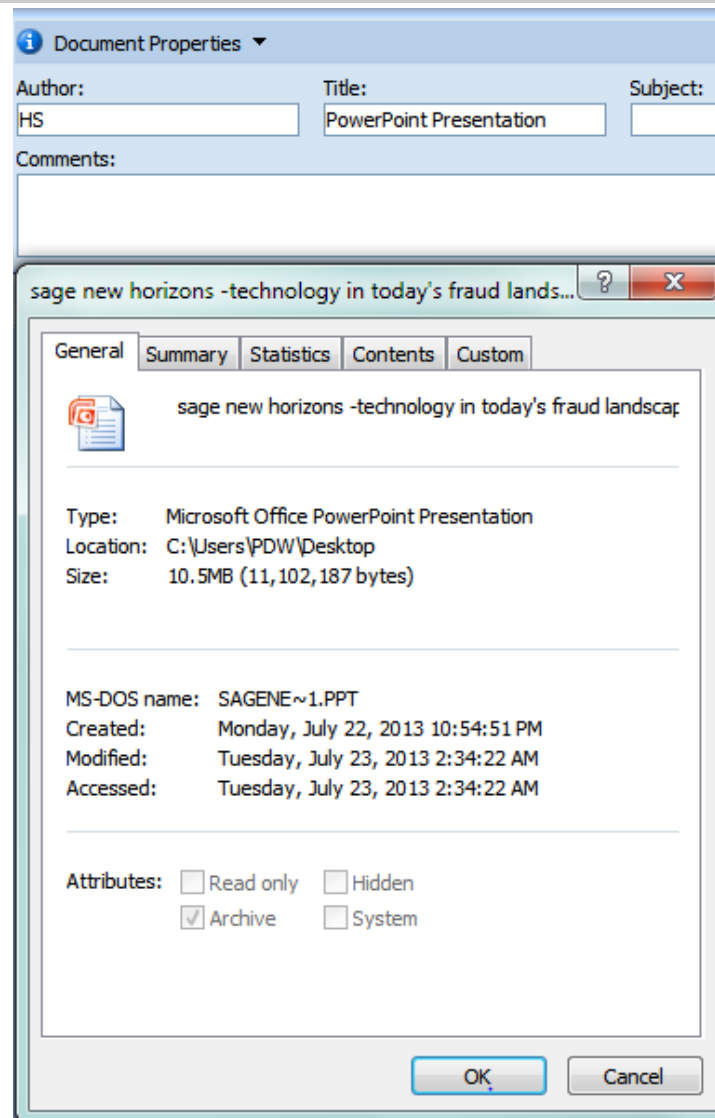 Document Properties
Author: Title: Subject:
HS PowerPoint Presentation
Comments:
sage new horizons -technology in today's fraud lands...
General Summary Statistics Contents Custom
sage new horizons -technology in today's fraud landscap
Type: Microsoft Office PowerPoint Presentation
Location: C:\Users\PDW\Desktop
Size: 10.5MB (11,102,187 bytes)
MS-DOS name: SAGENE~1.PPT
Created: Monday, July 22, 2013 10:54:51 PM
Modified: Tuesday, July 23, 2013 2:34:22 AM
Accessed: Tuesday, July 23, 2013 2:34:22 AM
Attributes: Read only Hidden
Archive System
OK Cancel